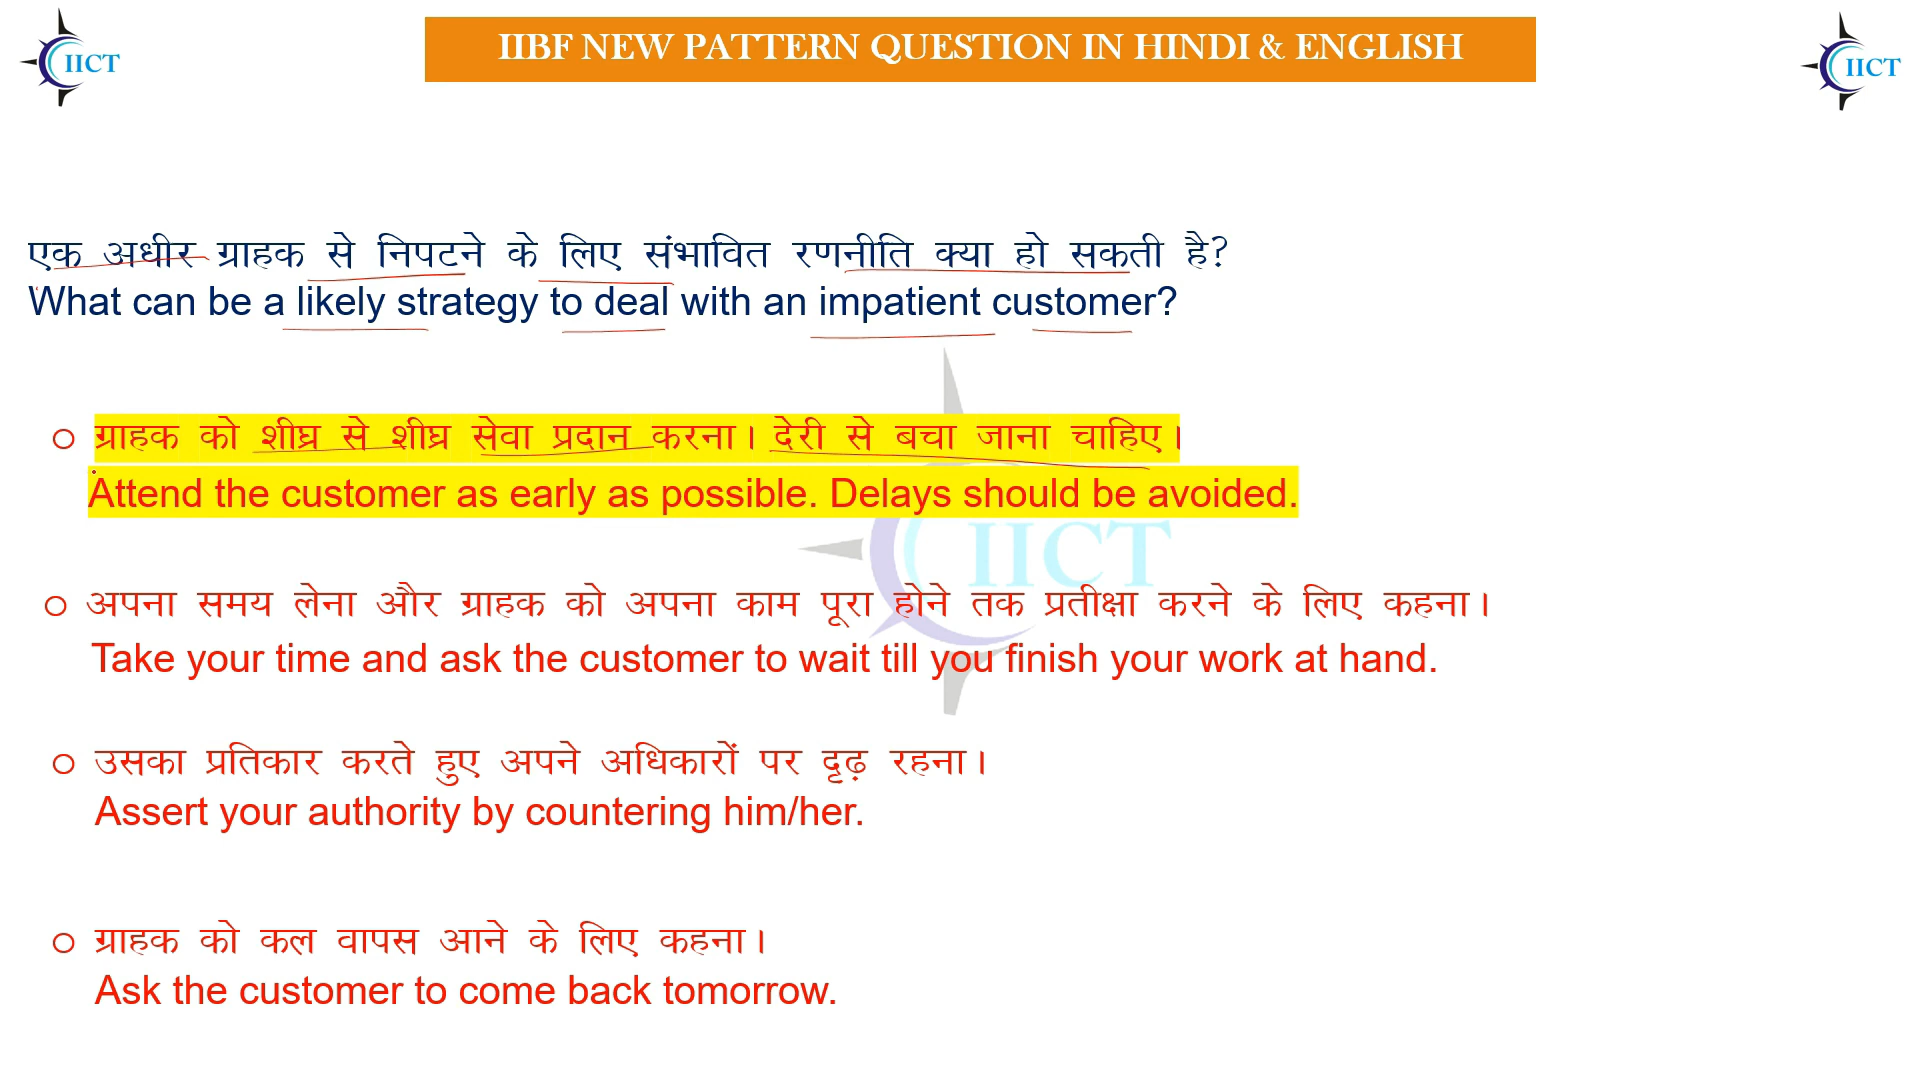 IICT
IIBF NEW PATTERN QUESTION IN HINDI & ENGLISH
IICT
एक अधीर ग्राहक से निपटने के लिए संभावित रणनीति क्या हो सकती है?
What can be a likely strategy to deal with an impatient customer?
ग्राहक को शीघ्र से शीघ्र सेवा प्रदान करना। देरी से बचा जाना चाहिए।
Attend the customer as early as possible. Delays should be avoided.
IICT
अपना समय लेना और ग्राहक को अपना काम पूरा होने तक प्रतीक्षा करने के लिए कहना।
Take your time and ask the customer to wait till you finish your work at hand.
उसका प्रतिकार करते हुए अपने अधिकारों पर दृढ़ रहना।
Assert your authority by countering him/her.
ग्राहक को कल वापस आने के लिए कहना।
Ask the customer to come back tomorrow.